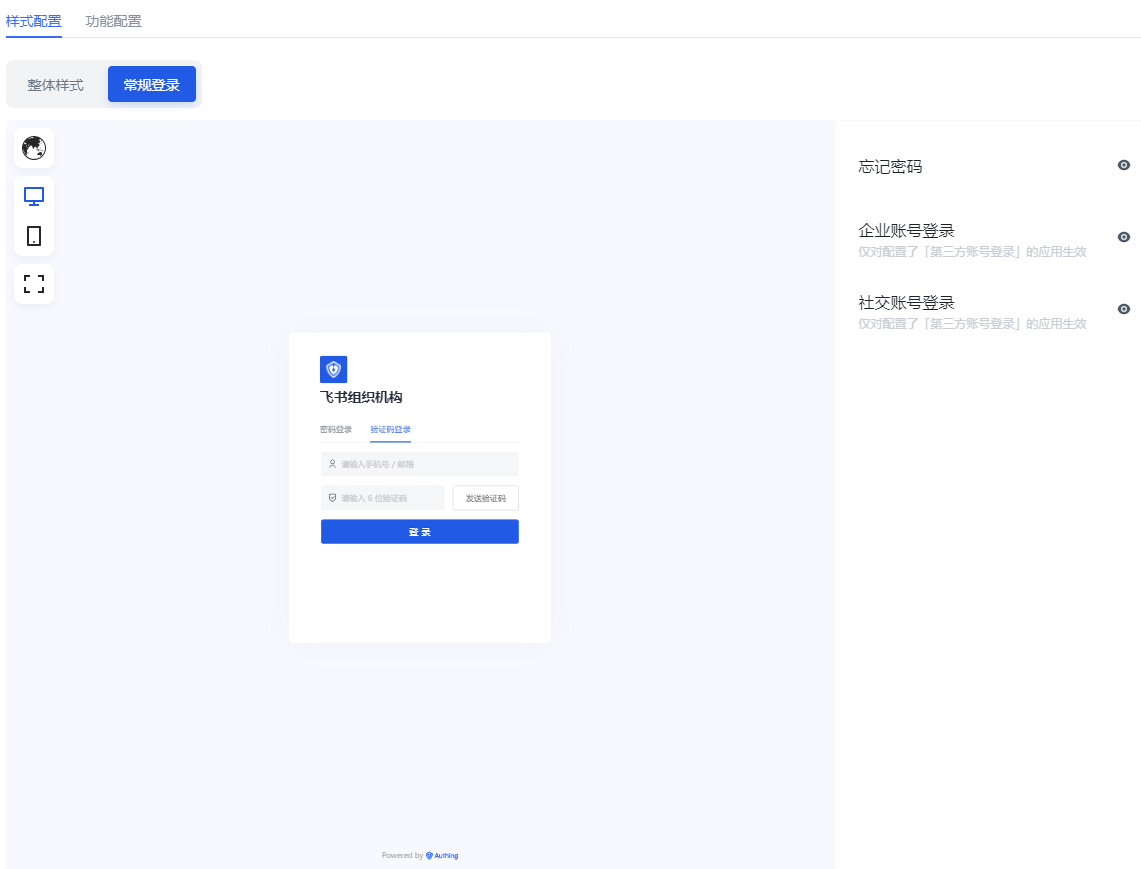 样式配置 功能配置
整体样式 常规登录
忘记密码
企业账号登录
仅对配置了「第三方账号登录」的应用生效
社交账号登录
仅对配置了「第三方账号登录」的应用生效
飞书组织机构
密码登录 验证码登录
请输入手机号 / 邮箱
请输入 6 位验证码 发送验证码
登 录
Powered by Authing